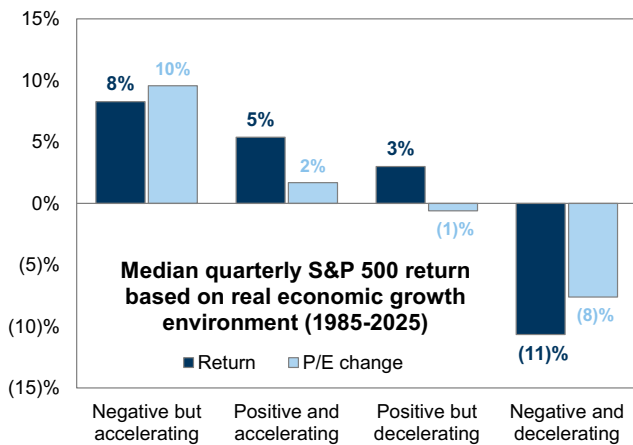 15%
10%
5%
0%
(5)%
(10)%
(15)%
8%
10%
5%
2%
3%
(1)%
(11)%
(8)%
Median quarterly S&P 500 return
based on real economic growth
environment (1985-2025)
Return P/E change
Negative but
accelerating
Positive and
accelerating
Positive but
decelerating
Negative and
decelerating